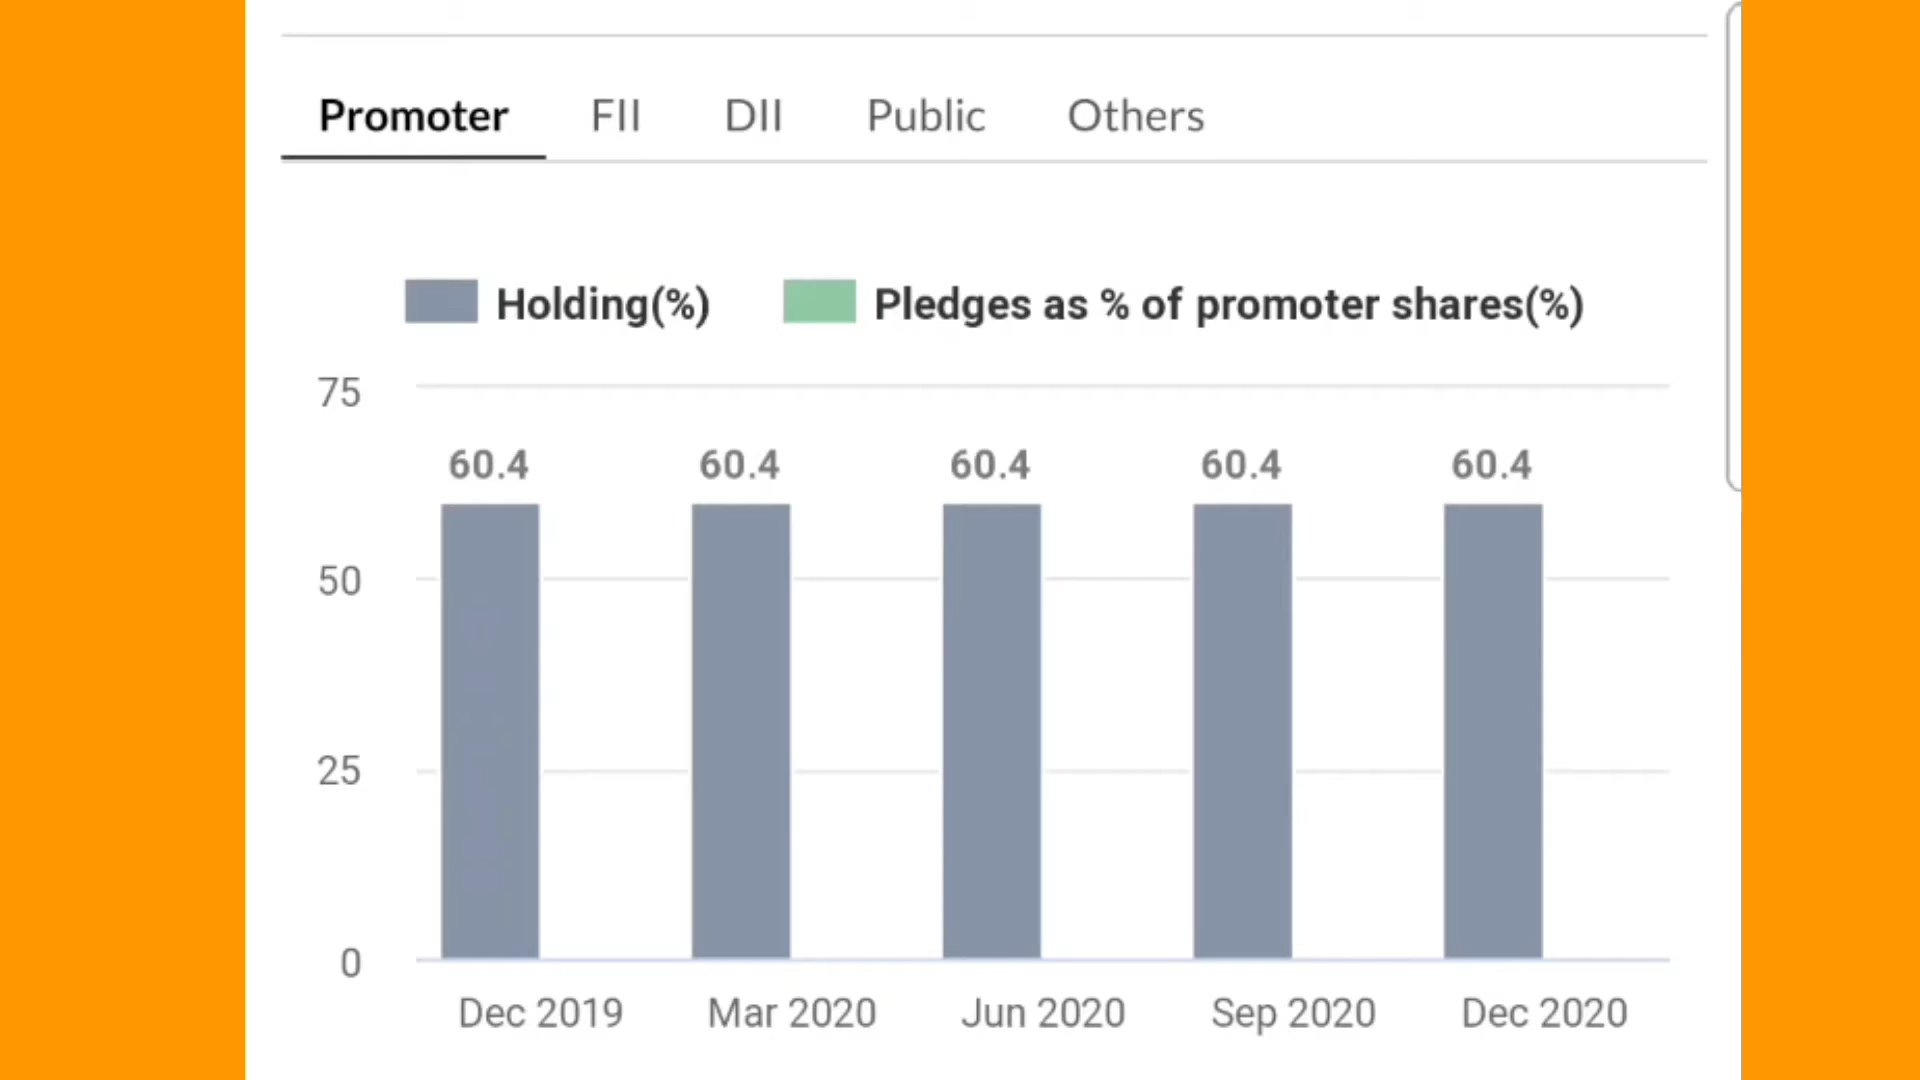 Promoter FII DII Public Others
Holding(%) Pledges as % of promoter shares(%)
75
60.4 60.4 60.4 60.4 60.4
50
25
0
Dec 2019 Mar 2020 Jun 2020 Sep 2020 Dec 2020